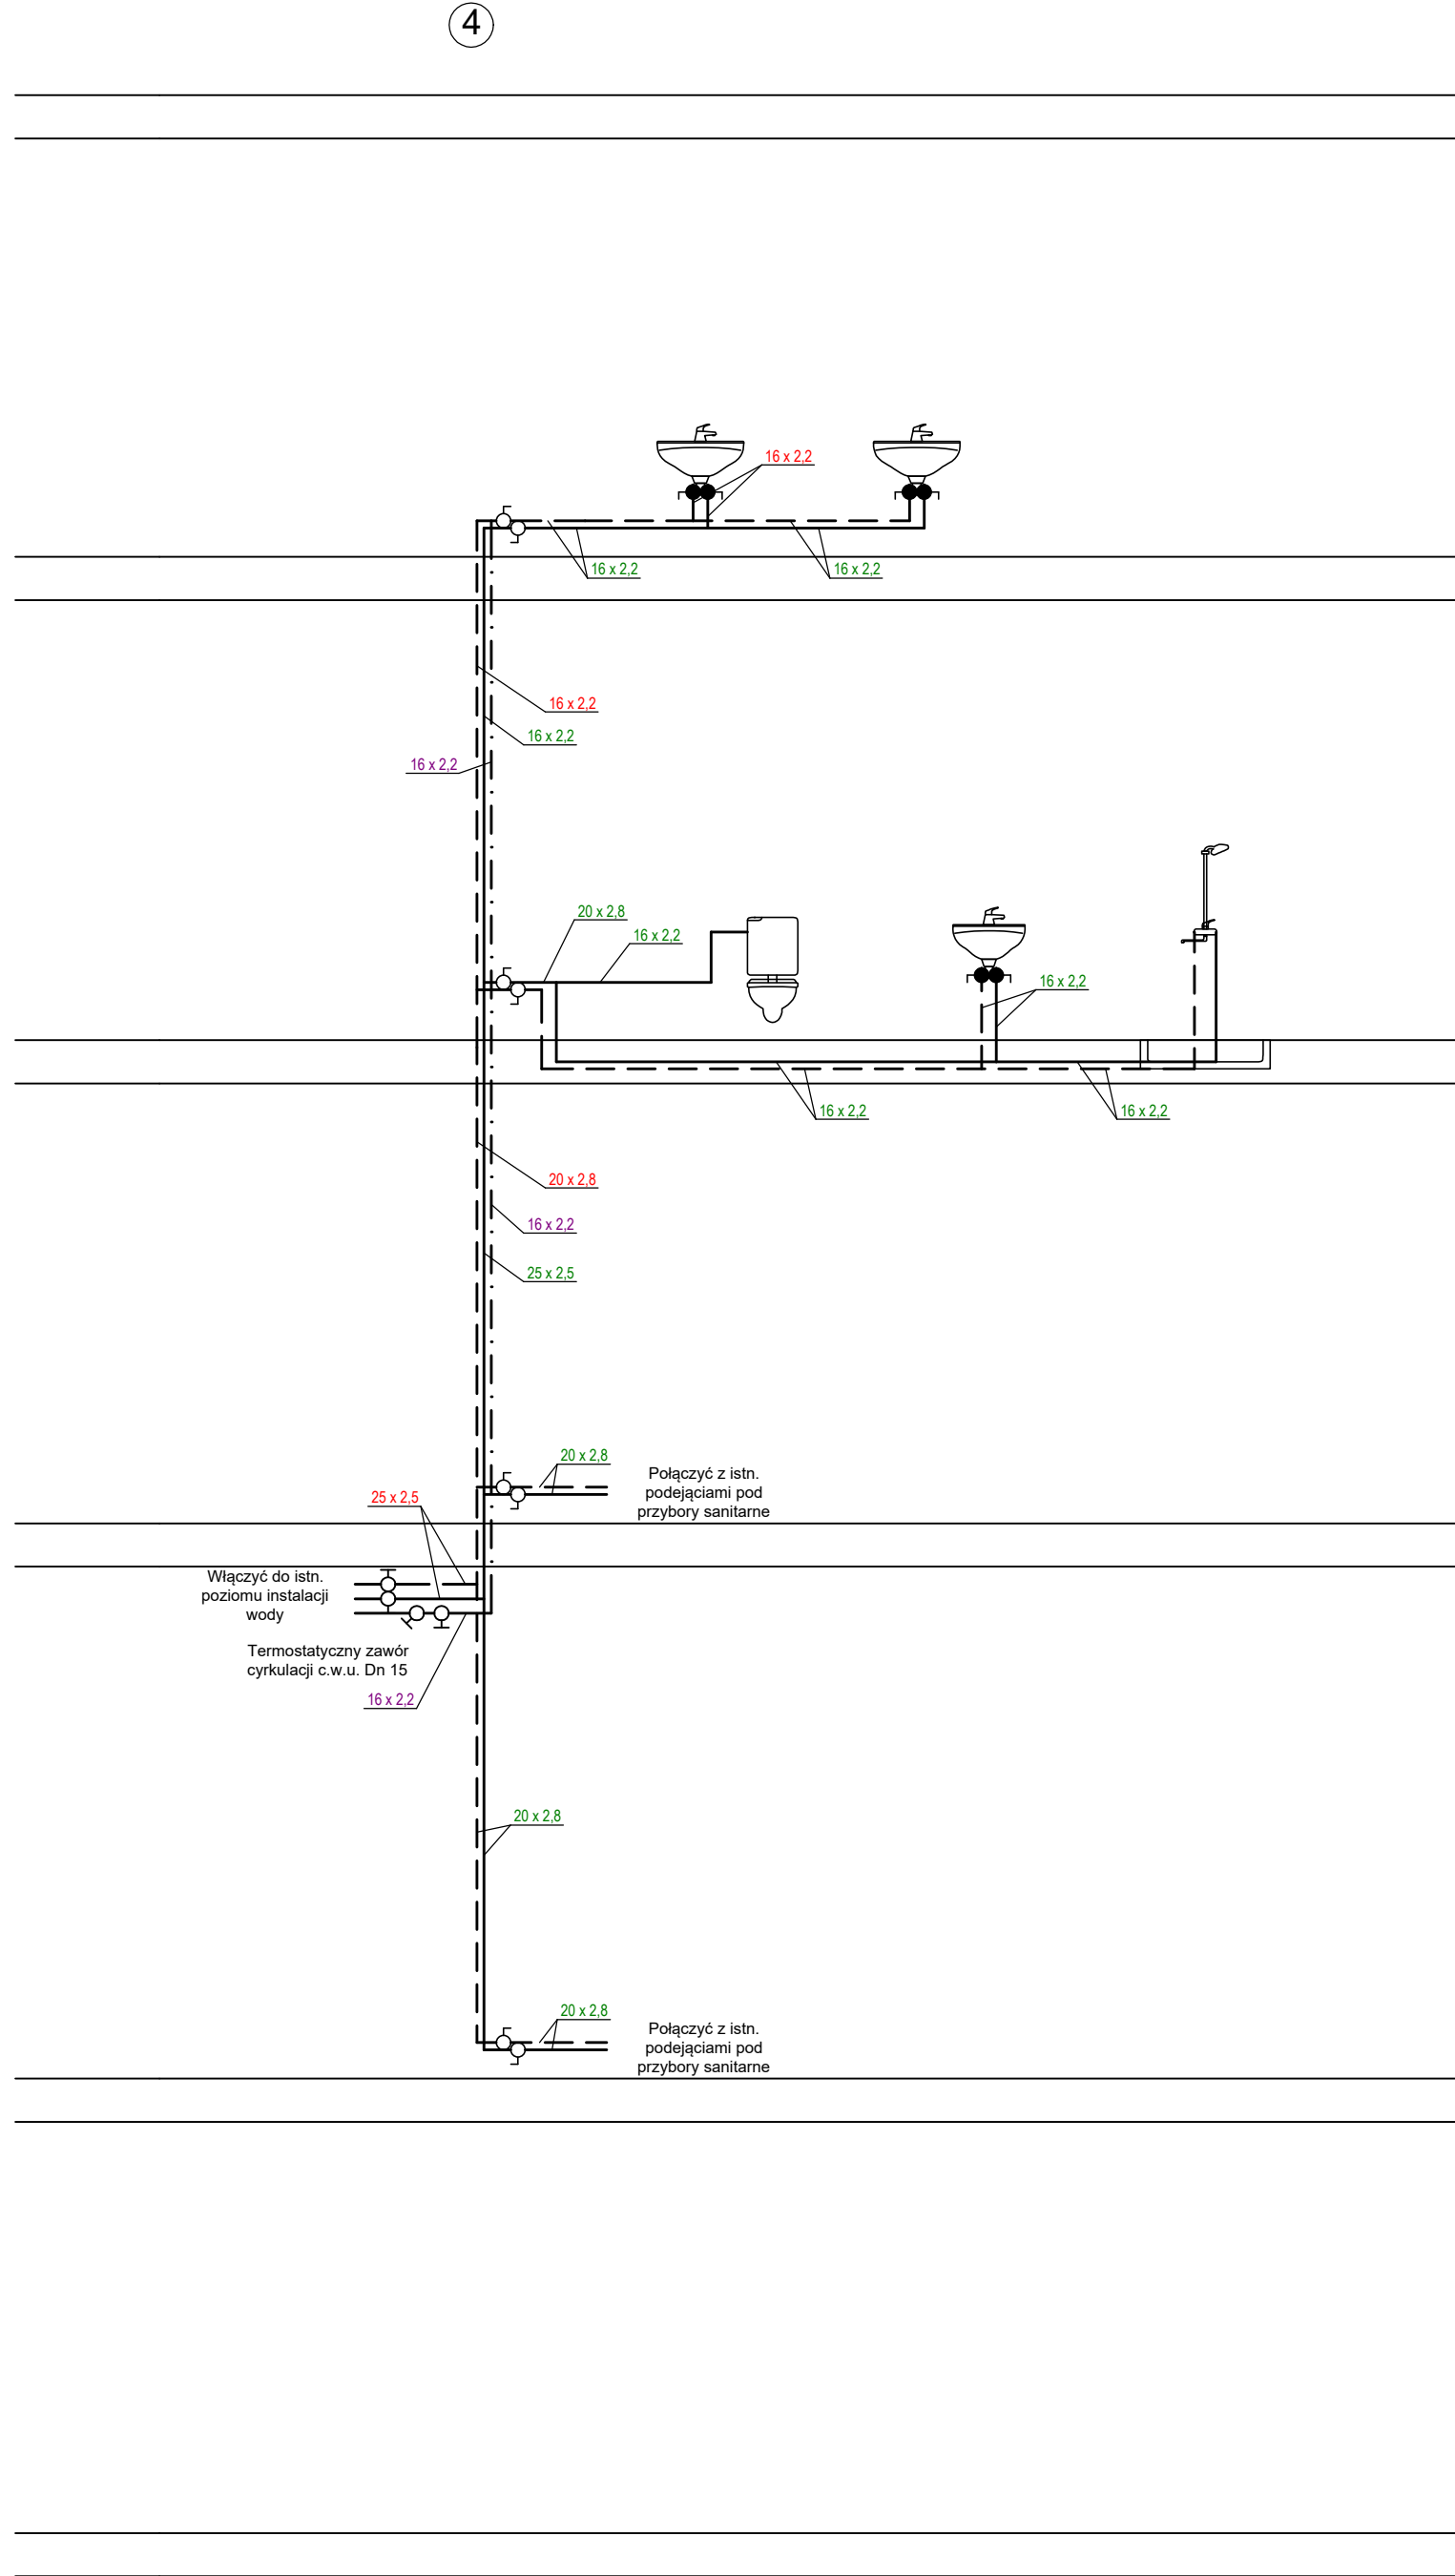 4
16 x 2,2
16 x 2,2
16 x 2,2
16 x 2,2
16 x 2,2
16 x 2,2
20 x 2,8
16 x 2,2
16 x 2,2
16 x 2,2
16 x 2,2
20 x 2,8
16 x 2,2
25 x 2,5
20 x 2,8
Połączyć z istn.
podejąciami pod
przybory sanitarne
25 x 2,5
Włączyć do istn.
poziomu instalacji
wody
Termostatyczny zawór
cyrkulacji c.w.u. Dn 15
16 x 2,2
20 x 2,8
20 x 2,8
Połączyć z istn.
podejąciami pod
przybory sanitarne